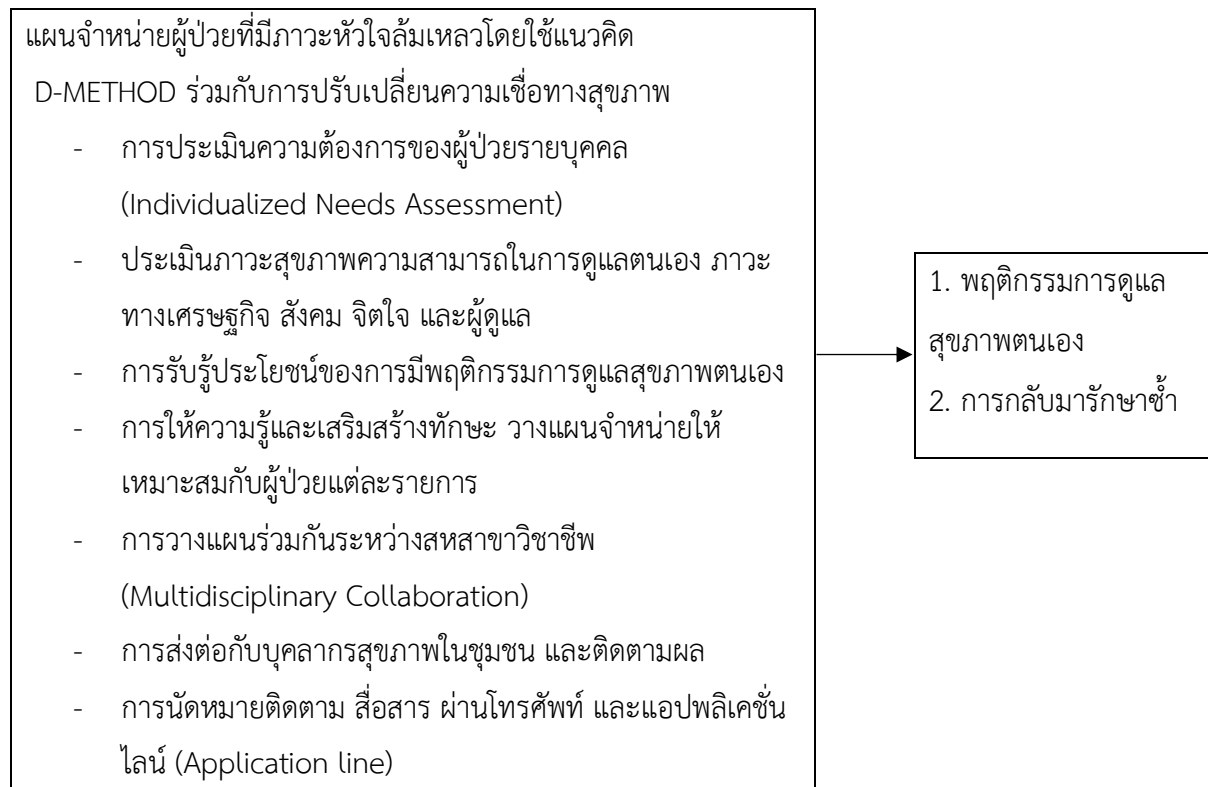 แผนจำหน่ายผู้ป่วยที่มีภาวะหัวใจล้มเหลวโดยใช้แนวคิด
D-METHOD ร่วมกับการปรับเปลี่ยนความเชื่อทางสุขภาพ
- การประเมินความต้องการของผู้ป่วยรายบุคคล
(Individualized Needs Assessment)
- ประเมินภาวะสุขภาพความสามารถในการดูแลตนเอง ภาวะ
ทางเศรษฐกิจ สังคม จิตใจ และผู้ดูแล
- การรับรู้ประโยชน์ของการมีพฤติกรรมการดูแลสุขภาพตนเอง
- การให้ความรู้และเสริมสร้างทักษะ วางแผนจำหน่ายให้
เหมาะสมกับผู้ป่วยแต่ละรายการ
- การวางแผนร่วมกันระหว่างสหสาขาวิชาชีพ
(Multidisciplinary Collaboration)
- การส่งต่อกับบุคลากรสุขภาพในชุมชน และติดตามผล
- การนัดหมายติดตาม สื่อสาร ผ่านโทรศัพท์ และแอปพลิเคชั่น
ไลน์ (Application line)
1. พฤติกรรมการดูแล
สุขภาพตนเอง
2. การกลับมารักษาซ้ำ